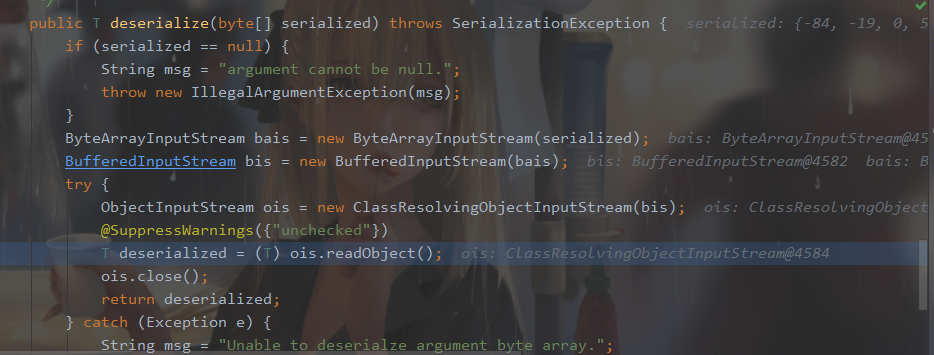 public T deserialize(byte[] serialized) throws SerializationException {  serialized: {-84, -19, 0, 5
if (serialized == null) {
String msg = "argument cannot be null.";
throw new IllegalArgumentException(msg);
}
ByteArrayInputStream bais = new ByteArrayInputStream(serialized);  bais: ByteArrayInputStream@45
BufferedInputStream bis = new BufferedInputStream(bais);  bis: BufferedInputStream@4582  bais: B
try {
ObjectInputStream ois = new ClassResolvingObjectInputStream(bis);  ois: ClassResolvingObject
@SuppressWarnings({"unchecked"})
T deserialized = (T) ois.readObject();  ois: ClassResolvingObjectInputStream@4584
ois.close();
return deserialized;
} catch (Exception e) {
String msg = "Unable to deserialze argument byte array.";